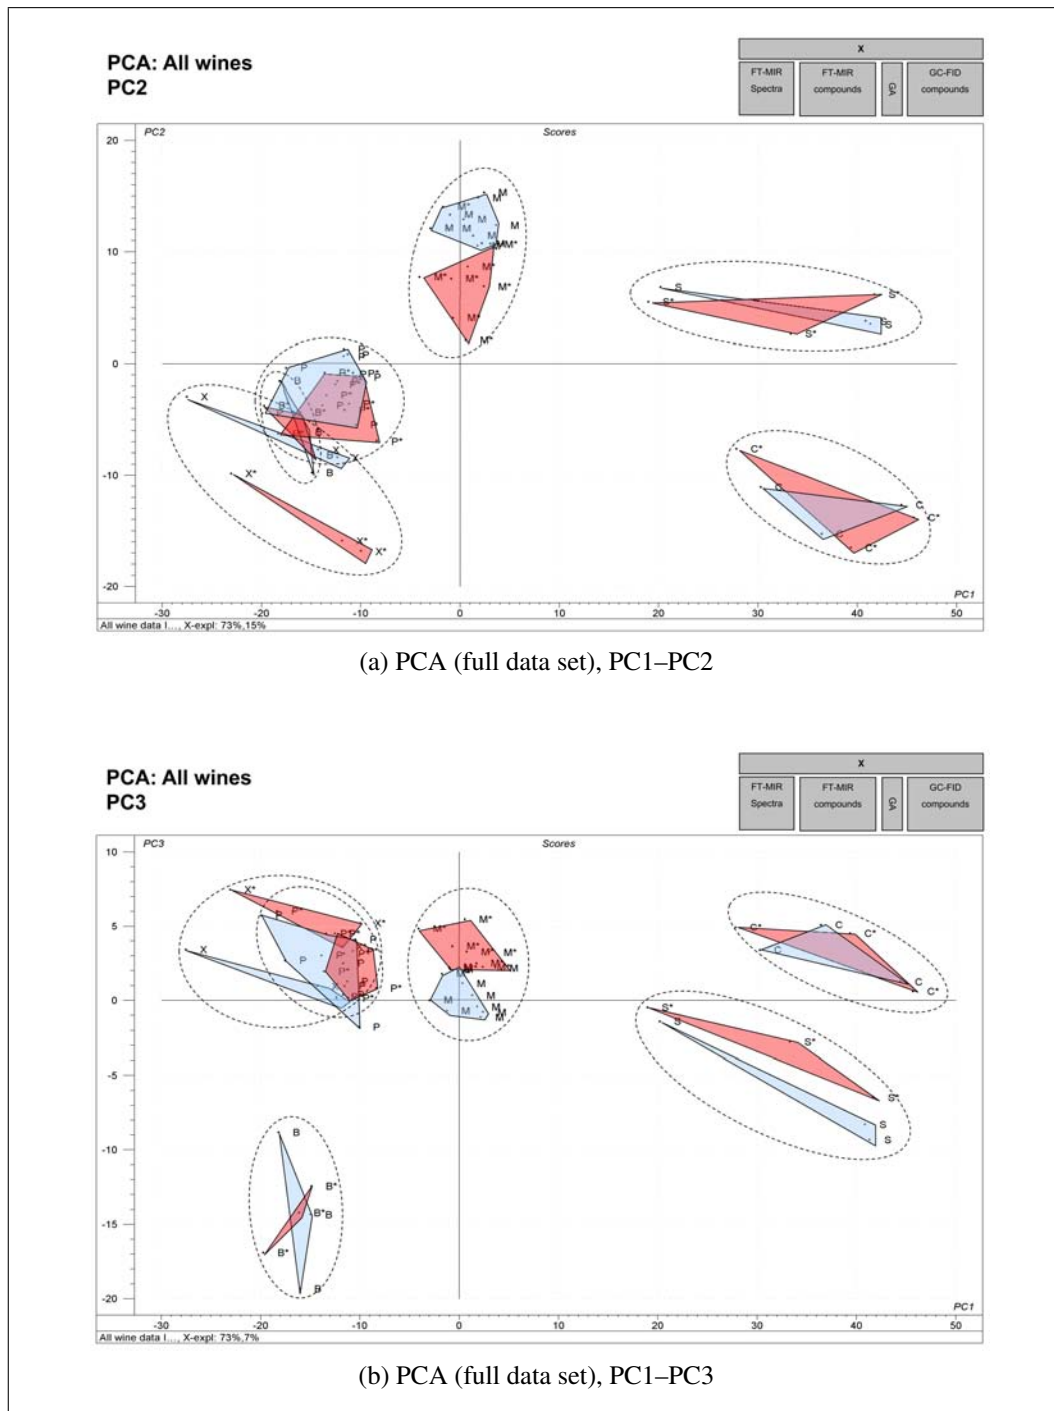 PCA: All wines
PC2
X
FT-MIR Spectra
FT-MIR compounds
GA
GC-FID compounds
PC2
Scores
20
10
0
-10
-20
M M
M* M
M M
M M M
M* M*
M* M*
M*
M*
S S*
S*
S
S
S*
X
X*
X
X
X*
X*
B
B
P
P*
C*
C
C
C*
C
C*
-30 -20 -10 0 10 20 30 40 50
PC1
All wine data I..., X-expl: 73%,15%
(a) PCA (full data set), PC1–PC2
PCA: All wines
PC3
X
FT-MIR Spectra
FT-MIR compounds
GA
GC-FID compounds
PC3
Scores
10
5
0
-5
-10
-15
-20
X*
X*
X
P
P*
P
P*
P
M*
M*
M*
M
M
M
M
M
C*
C
C*
C
C
C*
S*
S
S*
S*
S
S
B
B*
B* B
B*
B
PC1
-30 -20 -10 0 10 20 30 40 50
All wine data I..., X-expl: 73%,7%
(b) PCA (full data set), PC1–PC3